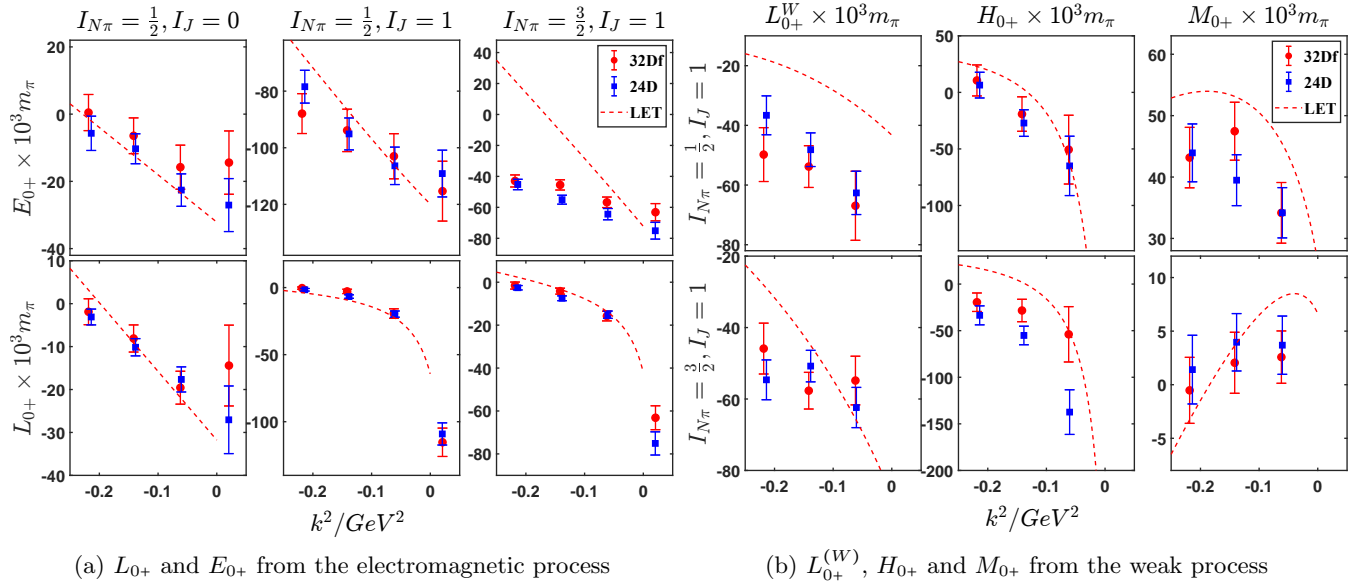 I_{Nπ} = 1/2, I_J = 0
I_{Nπ} = 1/2, I_J = 1
I_{Nπ} = 3/2, I_J = 1
E_{0+} × 10^3 m_π
20
0
-20
-40
-80
-100
-120
40
20
0
-20
-40
-60
-80
32Df
24D
LET
L_{0+} × 10^3 m_π
10
0
-10
-20
-30
-40
0
-50
-100
0
-20
-40
-60
-80
-0.2 -0.1 0
-0.2 -0.1 0
-0.2 -0.1 0
k^2/GeV^2
(a) L_{0+} and E_{0+} from the electromagnetic process
L^W_{0+} × 10^3 m_π
H_{0+} × 10^3 m_π
M_{0+} × 10^3 m_π
I_{Nπ} = 1/2, I_J = 1
-20
-40
-60
-80
50
0
-50
-100
60
50
40
30
32Df
24D
LET
I_{Nπ} = 3/2, I_J = 1
-20
-40
-60
-80
0
-50
-100
-150
-200
10
5
0
-5
-0.2 -0.1 0
-0.2 -0.1 0
-0.2 -0.1 0
k^2/GeV^2
(b) L^{(W)}_{0+}, H_{0+} and M_{0+} from the weak process